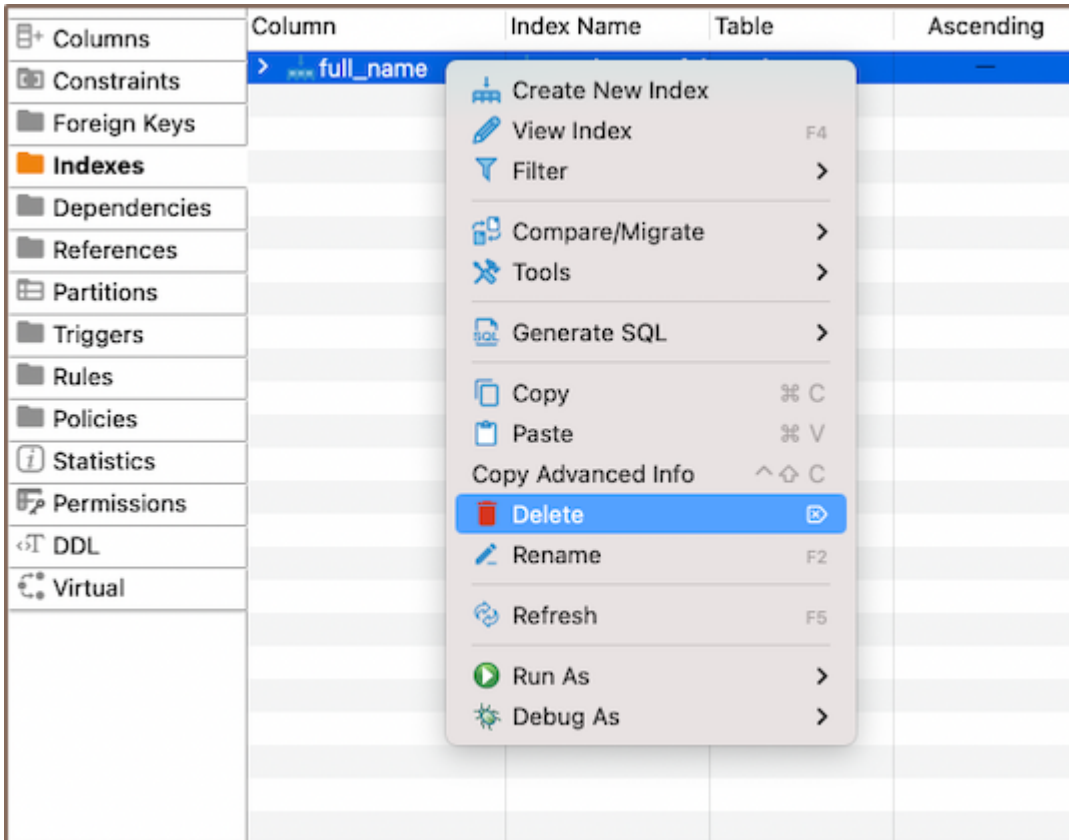 Columns
Constraints
Foreign Keys
Indexes
Dependencies
References
Partitions
Triggers
Rules
Policies
Statistics
Permissions
DDL
Virtual
Column Index Name Table Ascending
full_name
Create New Index
View Index F4
Filter
Compare/Migrate
Tools
SQL Generate SQL
Copy ⌘ C
Paste ⌘ V
Copy Advanced Info ^⇧ C
Delete
Rename F2
Refresh F5
Run As
Debug As